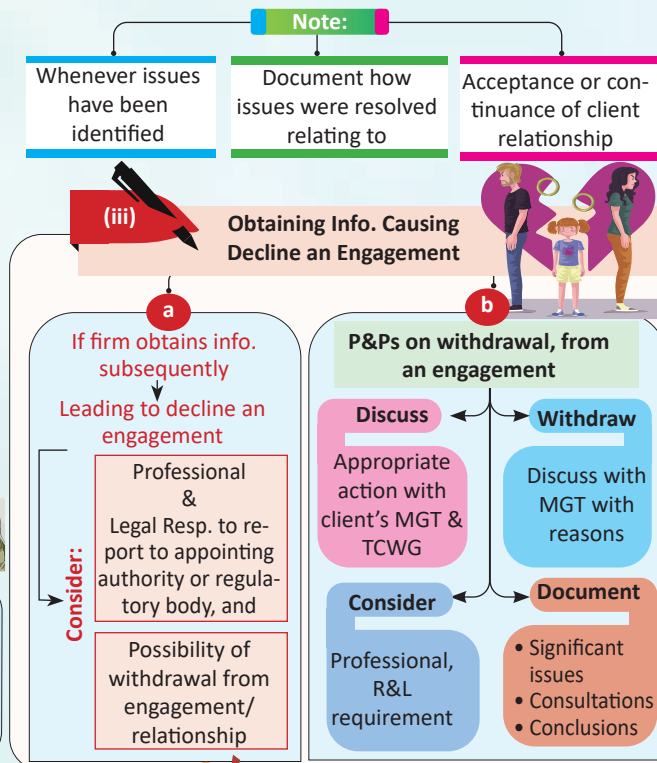 Note:
Whenever issues
have been
identified
Document how
issues were resolved
relating to
Acceptance or con-
tinuance of client
relationship
(iii)
Obtaining Info. Causing
Decline an Engagement
a
If firm obtains info.
subsequently
Leading to decline an
engagement
Consider:
Professional
&
Legal Resp. to re-
port to appointing
authority or regula-
tory body, and
Possibility of
withdrawal from
engagement/
relationship
b
P&Ps on withdrawal, from
an engagement
Discuss
Appropriate
action with
client's MGT &
TCWG
Withdraw
Discuss with
MGT with
reasons
Consider
Professional,
R&L
requirement
Document
• Significant
issues
• Consultations
• Conclusions